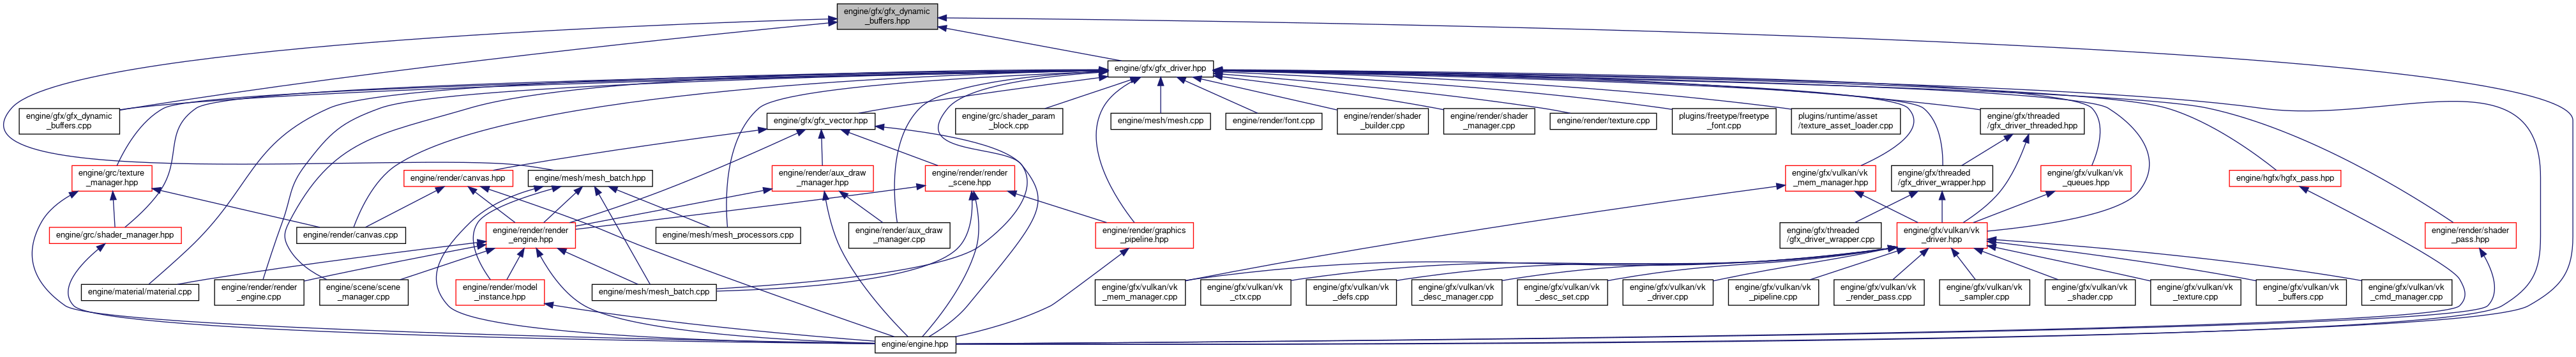 engine/gfx/gfx_dynamic
_buffers.hpp
engine/gfx/gfx_driver.hpp
engine/gfx/gfx_dynamic
_buffers.cpp
engine/gfx/gfx_vector.hpp
engine/grc/shader_param
_block.cpp
engine/mesh/mesh.cpp
engine/render/font.cpp
engine/render/shader
_builder.cpp
engine/render/shader
_manager.cpp
engine/render/texture.cpp
plugins/freetype/freetype
_font.cpp
plugins/runtime/asset
/texture_asset_loader.cpp
engine/gfx/threaded
/gfx_driver_threaded.hpp
engine/grc/texture
_manager.hpp
engine/render/canvas.hpp
engine/mesh/mesh_batch.hpp
engine/render/aux_draw
_manager.hpp
engine/render/render
_scene.hpp
engine/gfx/vulkan/vk
_mem_manager.hpp
engine/gfx/threaded
/gfx_driver_wrapper.hpp
engine/gfx/vulkan/vk
_queues.hpp
engine/hgfx/hgfx_pass.hpp
engine/grc/shader_manager.hpp
engine/render/canvas.cpp
engine/render/render
_engine.hpp
engine/mesh/mesh_processors.cpp
engine/render/aux_draw
_manager.cpp
engine/render/graphics
_pipeline.hpp
engine/gfx/threaded
/gfx_driver_wrapper.cpp
engine/gfx/vulkan/vk
_driver.hpp
engine/render/shader
_pass.hpp
engine/material/material.cpp
engine/render/render
_engine.cpp
engine/scene/scene
_manager.cpp
engine/render/model
_instance.hpp
engine/mesh/mesh_batch.cpp
engine/gfx/vulkan/vk
_mem_manager.cpp
engine/gfx/vulkan/vk
_ctx.cpp
engine/gfx/vulkan/vk
_defs.cpp
engine/gfx/vulkan/vk
_desc_manager.cpp
engine/gfx/vulkan/vk
_desc_set.cpp
engine/gfx/vulkan/vk
_driver.cpp
engine/gfx/vulkan/vk
_pipeline.cpp
engine/gfx/vulkan/vk
_render_pass.cpp
engine/gfx/vulkan/vk
_sampler.cpp
engine/gfx/vulkan/vk
_shader.cpp
engine/gfx/vulkan/vk
_texture.cpp
engine/gfx/vulkan/vk
_buffers.cpp
engine/gfx/vulkan/vk
_cmd_manager.cpp
engine/engine.hpp